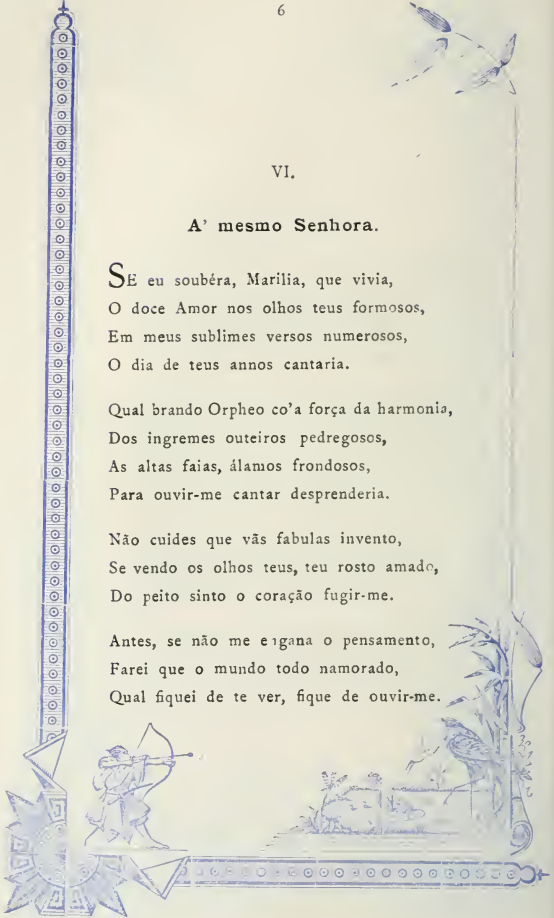 6
VI.
A' mesmo Senhora.
SE eu soubéra, Marilia, que vivia,
O doce Amor nos olhos teus formosos,
Em meus sublimes versos numerosos,
O dia de teus annos cantaria.
Qual brando Orpheo co'a força da harmonia,
Dos ingremes outeiros pedregosos,
As altas faias, álamos frondosos,
Para ouvir-me cantar desprenderia.
Não cuides que vãs fabulas invento,
Se vendo os olhos teus, teu rosto amado,
Do peito sinto o coração fugir-me.
Antes, se não me engana o pensamento,
Farei que o mundo todo namorado,
Qual fiquei de te ver, fique de ouvir-me.